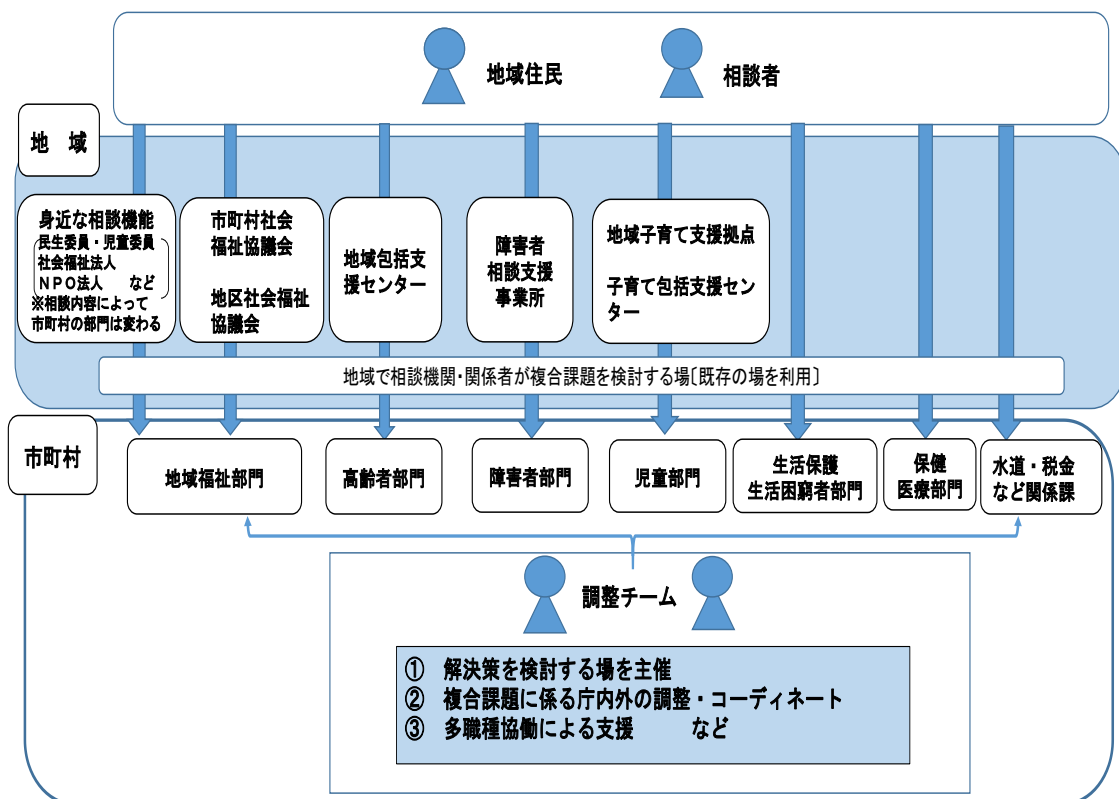 地域住民
相談者
地　域
身近な相談機能
民生委員・児童委員
社会福祉法人
ＮＰＯ法人　　など
※相談内容によって
市町村の部門は変わる
市町村社会
福祉協議会
地区社会福祉
協議会
地域包括支
援センター
障害者
相談支援
事業所
地域子育て支援拠点
子育て包括支援セン
ター
地域で相談機関・関係者が複合課題を検討する場〔既存の場を利用〕
市町村
地域福祉部門
高齢者部門
障害者部門
児童部門
生活保護
生活困窮者部門
保健
医療部門
水道・税金
など関係課
調整チーム
①　解決策を検討する場を主催
②　複合課題に係る庁内外の調整・コーディネート
③　多職種協働による支援　　　など